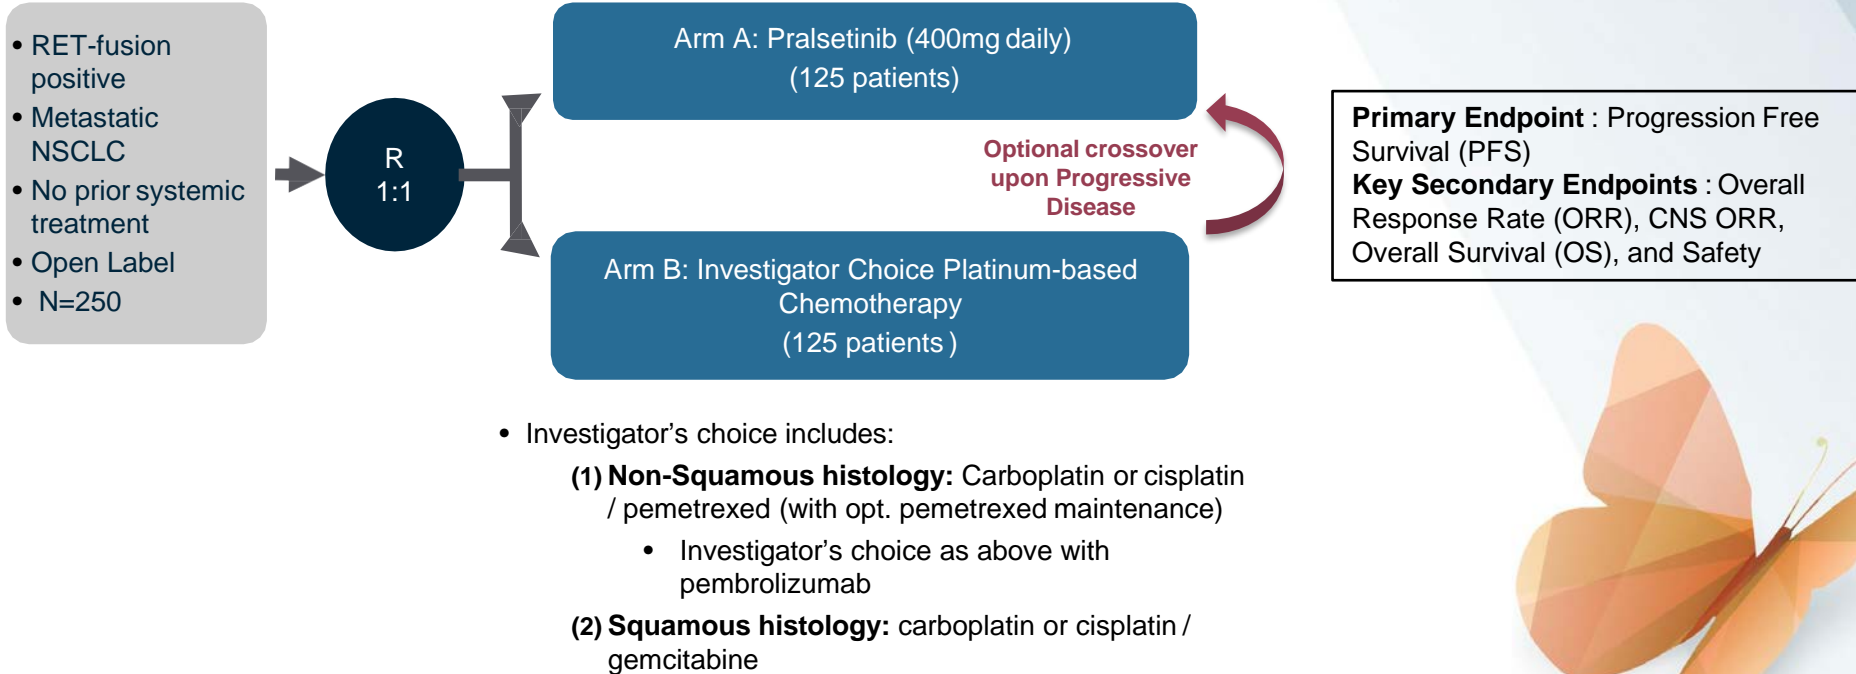 • RET-fusion
positive
• Metastatic
NSCLC
• No prior systemic
treatment
• Open Label
• N=250
R
1:1
Arm A: Pralsetinib (400mg daily)
(125 patients)
Optional crossover
upon Progressive
Disease
Arm B: Investigator Choice Platinum-based
Chemotherapy
(125 patients )
Primary Endpoint : Progression Free
Survival (PFS)
Key Secondary Endpoints : Overall
Response Rate (ORR), CNS ORR,
Overall Survival (OS), and Safety
• Investigator’s choice includes:
(1) Non-Squamous histology: Carboplatin or cisplatin
/ pemetrexed (with opt. pemetrexed maintenance)
• Investigator’s choice as above with
pembrolizumab
(2) Squamous histology: carboplatin or cisplatin /
gemcitabine